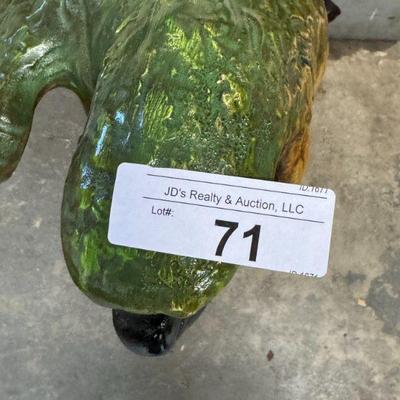 ID:1671
JD's Realty & Auction, LLC
Lot#:
71